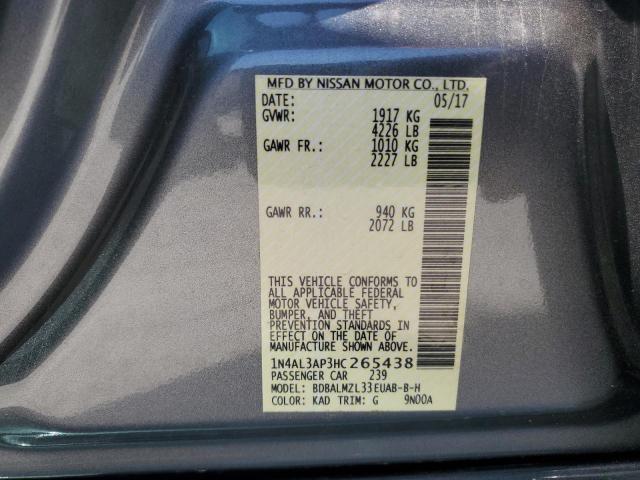 MFD BY NISSAN MOTOR CO., LTD.
DATE: 05/17
GVWR: 1917 KG
4226 LB
GAWR FR.: 1010 KG
2227 LB
GAWR RR.: 940 KG
2072 LB
THIS VEHICLE CONFORMS TO
ALL APPLICABLE FEDERAL
MOTOR VEHICLE SAFETY,
BUMPER, AND THEFT
PREVENTION STANDARDS IN
EFFECT ON THE DATE OF
MANUFACTURE SHOWN ABOVE.
1N4AL3AP3HC265438
PASSENGER CAR 239
MODEL: BDBALMZL33EUAB-B-H
COLOR: KAD TRIM: G 9N00A